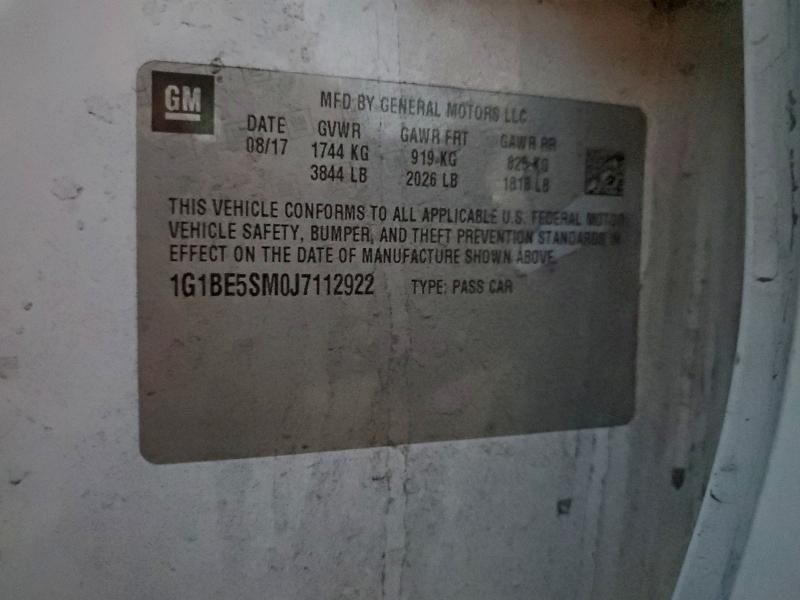 GM
MFD BY GENERAL MOTORS LLC
DATE GVWR GAWR FRT GAWR RR
08/17 1744 KG 919 KG 825 KG
3844 LB 2026 LB 1818 LB
THIS VEHICLE CONFORMS TO ALL APPLICABLE U.S. FEDERAL MOTOR
VEHICLE SAFETY, BUMPER, AND THEFT PREVENTION STANDARDS IN
EFFECT ON THE DATE OF MANUFACTURE SHOWN ABOVE.
1G1BE5SM0J7112922 TYPE: PASS CAR